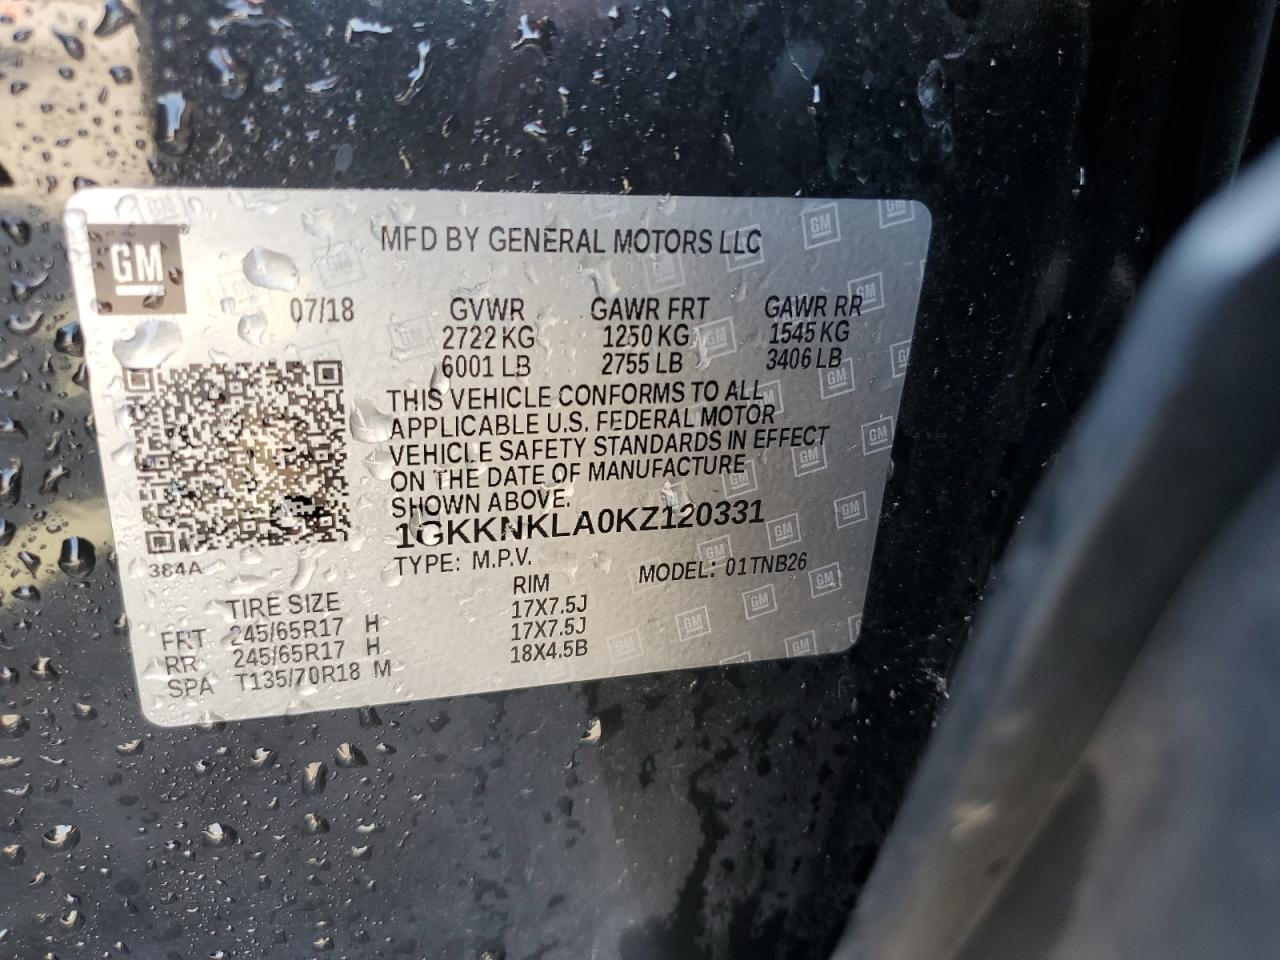 GM
MFD BY GENERAL MOTORS LLC
07/18 GVWR GAWR FRT GAWR RR
2722 KG 1250 KG 1545 KG
6001 LB 2755 LB 3406 LB
THIS VEHICLE CONFORMS TO ALL
APPLICABLE U.S. FEDERAL MOTOR
VEHICLE SAFETY STANDARDS IN EFFECT
ON THE DATE OF MANUFACTURE
SHOWN ABOVE.
1GKKNKLA0KZ120331
384A
TYPE: M.P.V. MODEL: 01TNB26
TIRE SIZE RIM
FRT 245/65R17 H 17X7.5J
RR 245/65R17 H 17X7.5J
SPA T135/70R18 M 18X4.5B